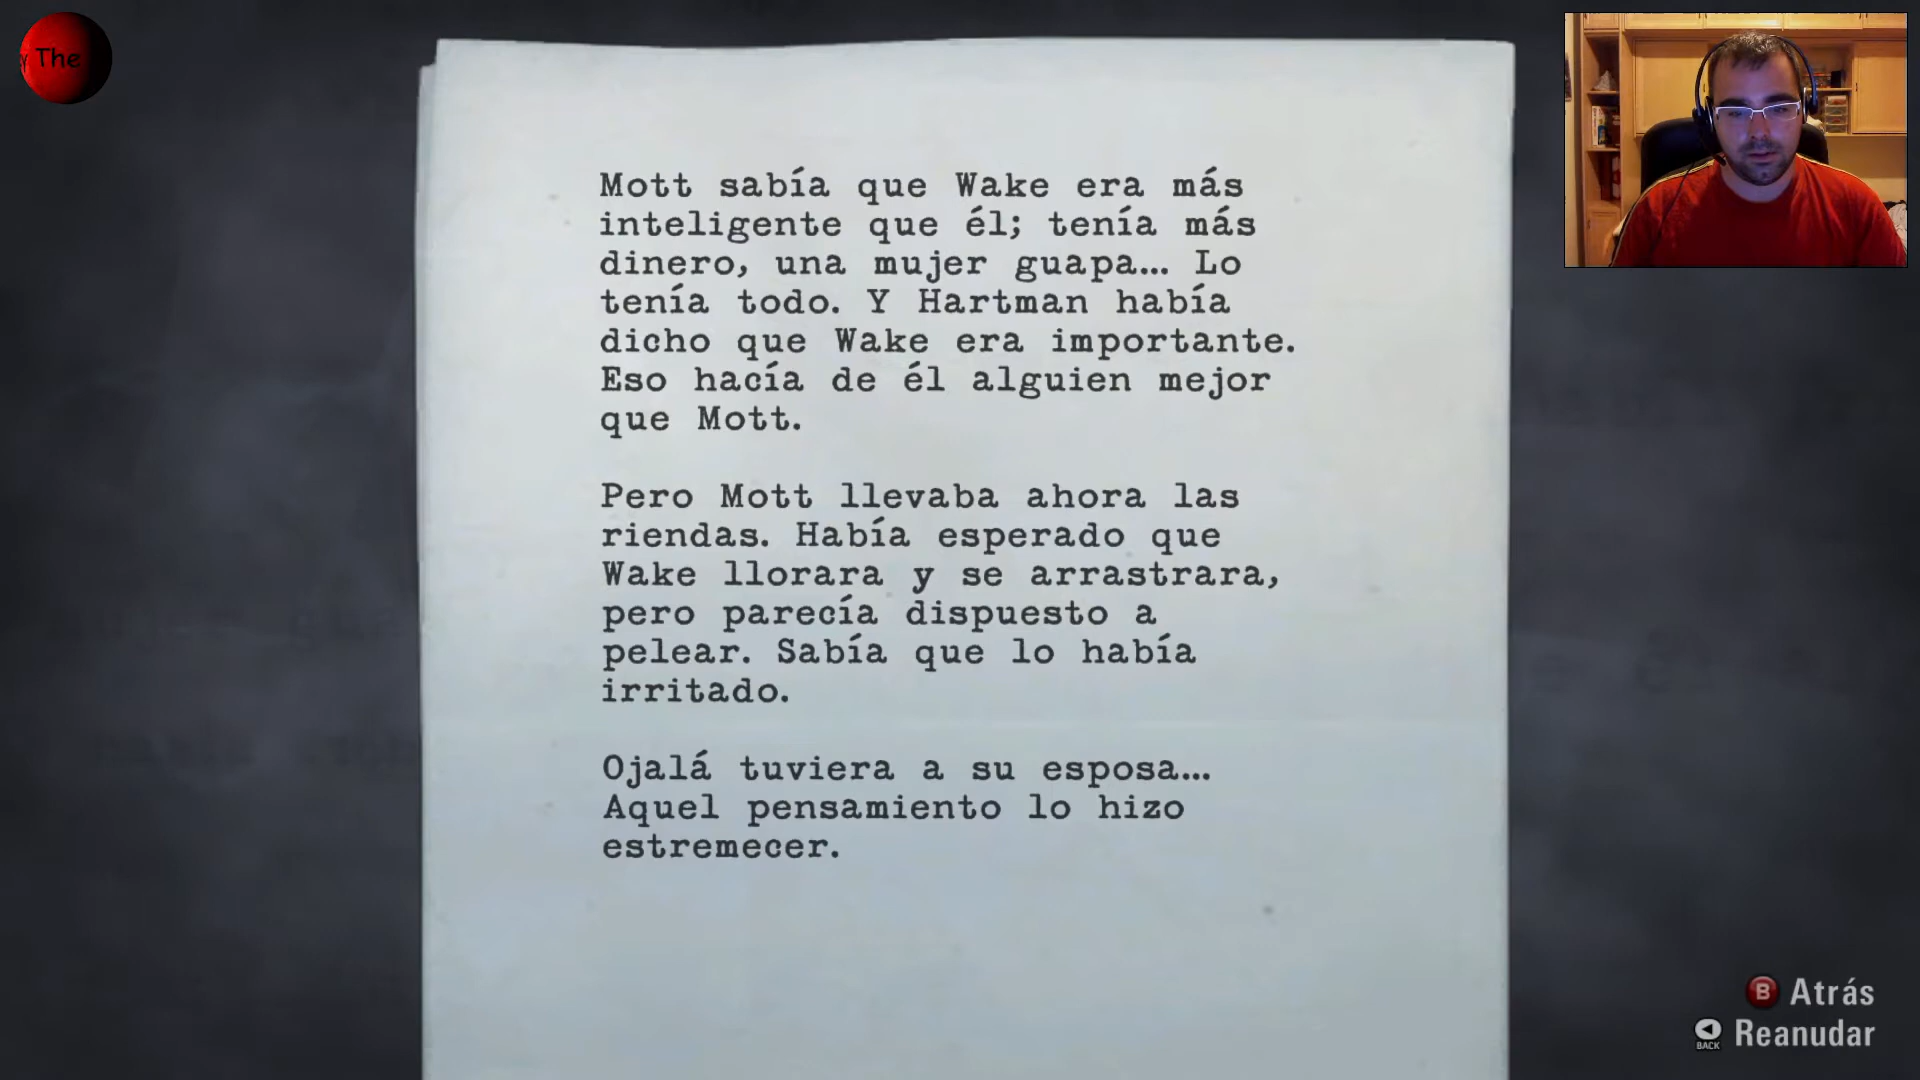 The
Mott sabía que Wake era más
inteligente que él; tenía más
dinero, una mujer guapa... Lo
tenía todo. Y Hartman había
dicho que Wake era importante.
Eso hacía de él alguien mejor
que Mott.
Pero Mott llevaba ahora las
riendas. Había esperado que
Wake llorara y se arrastrara,
pero parecía dispuesto a
pelear. Sabía que lo había
irritado.
Ojalá tuviera a su esposa...
Aquel pensamiento lo hizo
estremecer.
B Atrás
BACK Reanudar